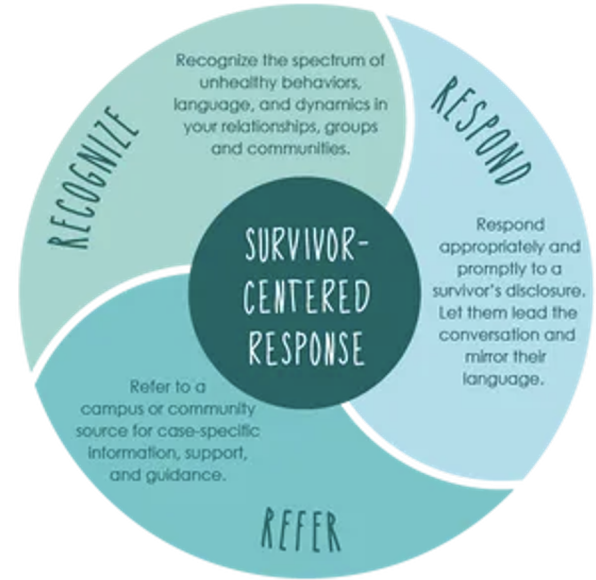 RECOGNIZE
Recognize the spectrum of
unhealthy behaviors,
language, and dynamics in
your relationships, groups
and communities.
RESPOND
Respond
appropriately and
promptly to a
survivor's disclosure.
Let them lead the
conversation and
mirror their
language.
SURVIVOR-
CENTERED
RESPONSE
Refer to a
campus or community
source for case-specific
information, support,
and guidance.
REFER